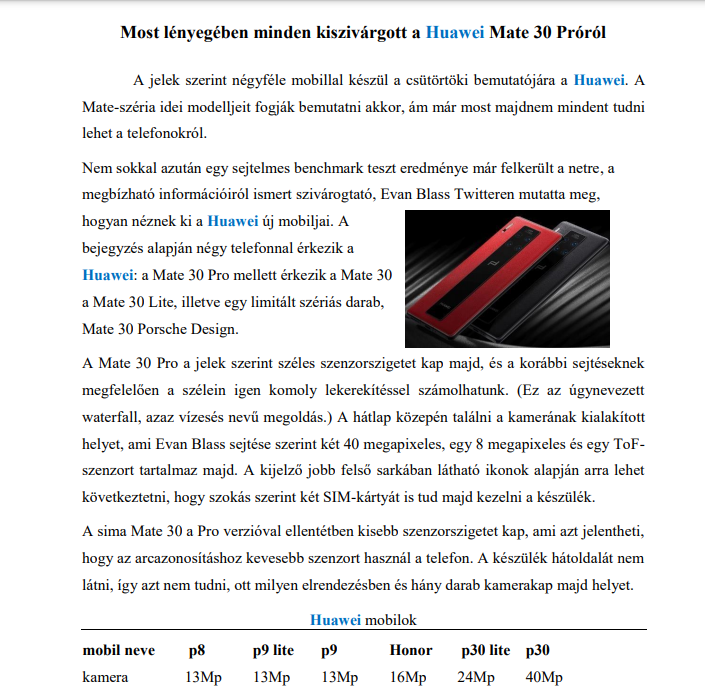 Most lényegében minden kiszivárgott a Huawei Mate 30 Próról
A jelek szerint négyféle mobillal készül a csütörtöki bemutatójára a Huawei. A
Mate-széria idei modelljeit fogják bemutatni akkor, ám már most majdnem mindent tudni
lehet a telefonokról.
Nem sokkal azután egy sejtelmes benchmark teszt eredménye már felkerült a netre, a
megbízható információiról ismert szivárogtató, Evan Blass Twitteren mutatta meg,
hogyan néznek ki a Huawei új mobiljai. A
bejegyzés alapján négy telefonnal érkezik a
Huawei: a Mate 30 Pro mellett érkezik a Mate 30
a Mate 30 Lite, illetve egy limitált szériás darab,
Mate 30 Porsche Design.
A Mate 30 Pro a jelek szerint széles szenzorszigetet kap majd, és a korábbi sejtéseknek
megfelelően a szélein igen komoly lekerekítéssel számolhatunk. (Ez az úgynevezett
waterfall, azaz vízesés nevű megoldás.) A hátlap közepén találni a kamerának kialakított
helyet, ami Evan Blass sejtése szerint két 40 megapixeles, egy 8 megapixeles és egy ToF-
szenzort tartalmaz majd. A kijelző jobb felső sarkában látható ikonok alapján arra lehet
következtetni, hogy szokás szerint két SIM-kártyát is tud majd kezelni a készülék.
A sima Mate 30 a Pro verzióval ellentétben kisebb szenzorszigetet kap, ami azt jelentheti,
hogy az arcazonosításhoz kevesebb szenzort használ a telefon. A készülék hátoldalát nem
látni, így azt nem tudni, ott milyen elrendezésben és hány darab kamerakap majd helyet.
Huawei mobilok
mobil neve p8 p9 lite p9 Honor p30 lite p30
kamera 13Mp 13Mp 13Mp 16Mp 24Mp 40Mp